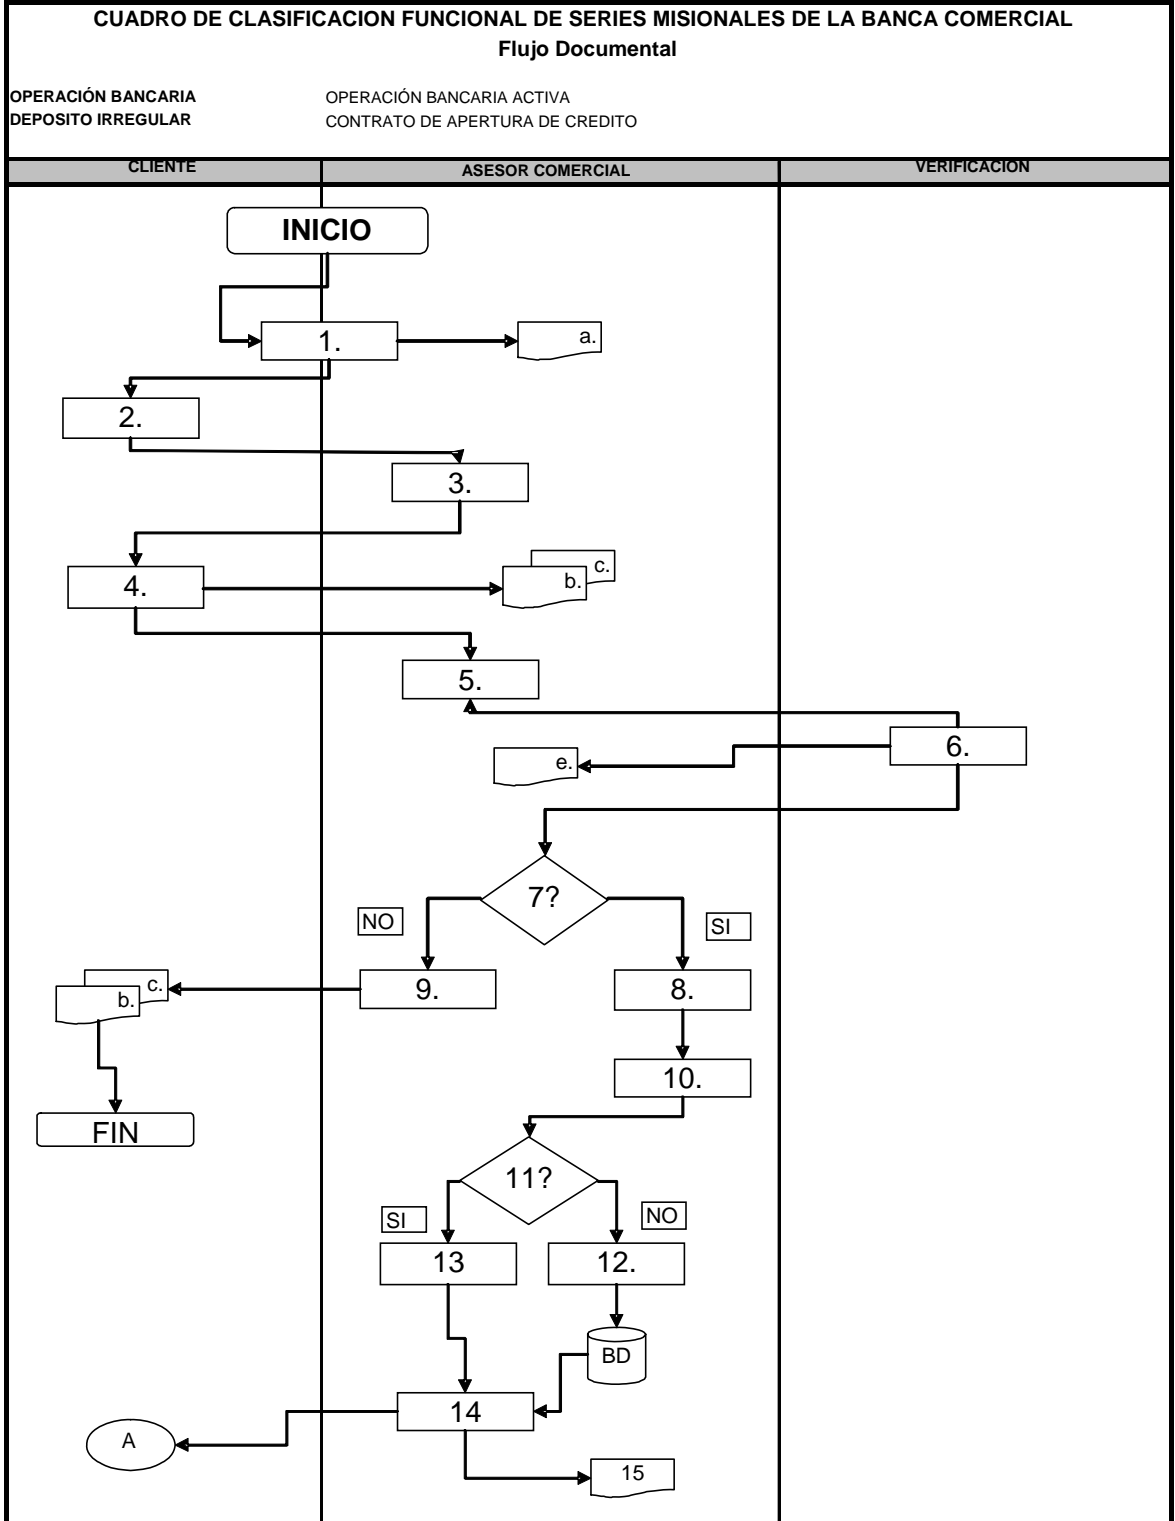 CUADRO DE CLASIFICACION FUNCIONAL DE SERIES MISIONALES DE LA BANCA COMERCIAL
Flujo Documental
OPERACIÓN BANCARIA OPERACIÓN BANCARIA ACTIVA
DEPOSITO IRREGULAR CONTRATO DE APERTURA DE CREDITO
CLIENTE ASESOR COMERCIAL VERIFICACION
INICIO
1. a.
2.
3.
4. b. c.
5.
6.
e.
7?
NO SI
c. b. 9. 8.
10.
FIN
11?
SI NO
13 12.
BD
14
A
15